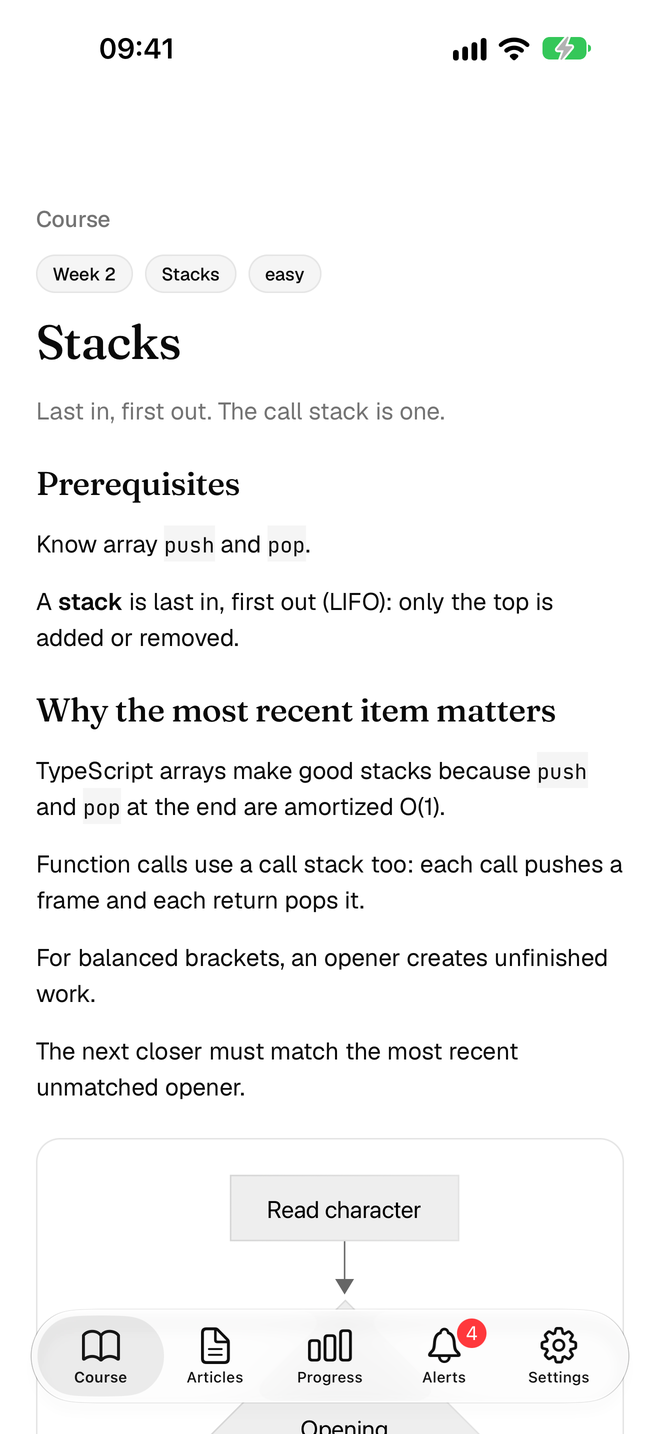 09:41
Course
Week 2
Stacks
easy
Stacks
Last in, first out. The call stack is one.
Prerequisites
Know array push and pop.
A stack is last in, first out (LIFO): only the top is
added or removed.
Why the most recent item matters
TypeScript arrays make good stacks because push
and pop at the end are amortized O(1).
Function calls use a call stack too: each call pushes a
frame and each return pops it.
For balanced brackets, an opener creates unfinished
work.
The next closer must match the most recent
unmatched opener.
Read character
4
Course
Articles
Progress
Alerts
Settings
Opening